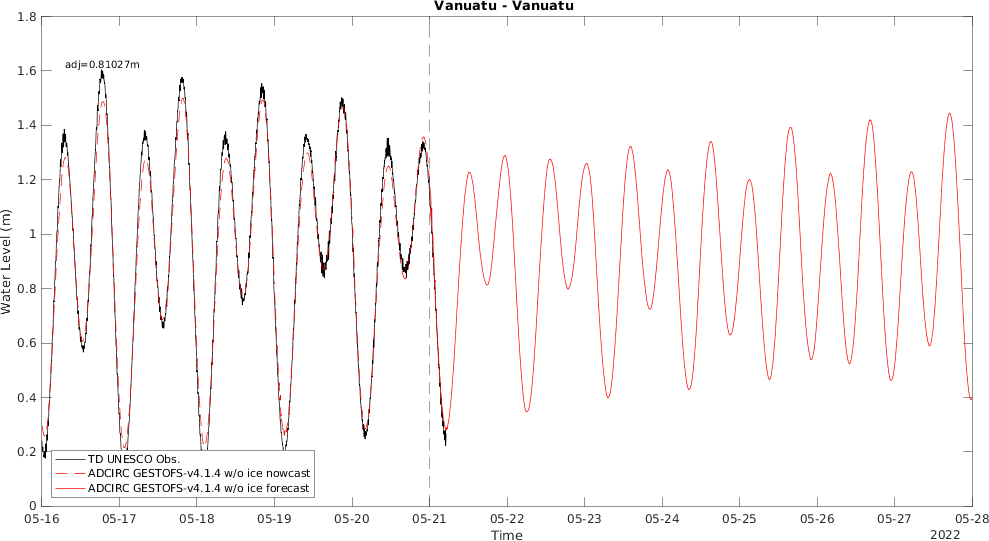 Vanuatu - Vanuatu
1.8
1.6
1.4
1.2
1
0.8
0.6
0.4
0.2
0
Water Level (m)
adj=0.81027m
TD UNESCO Obs.
ADCIRC GESTOFS-v4.1.4 w/o ice nowcast
ADCIRC GESTOFS-v4.1.4 w/o ice forecast
05-16 05-17 05-18 05-19 05-20 05-21 05-22 05-23 05-24 05-25 05-26 05-27 05-28
Time
2022